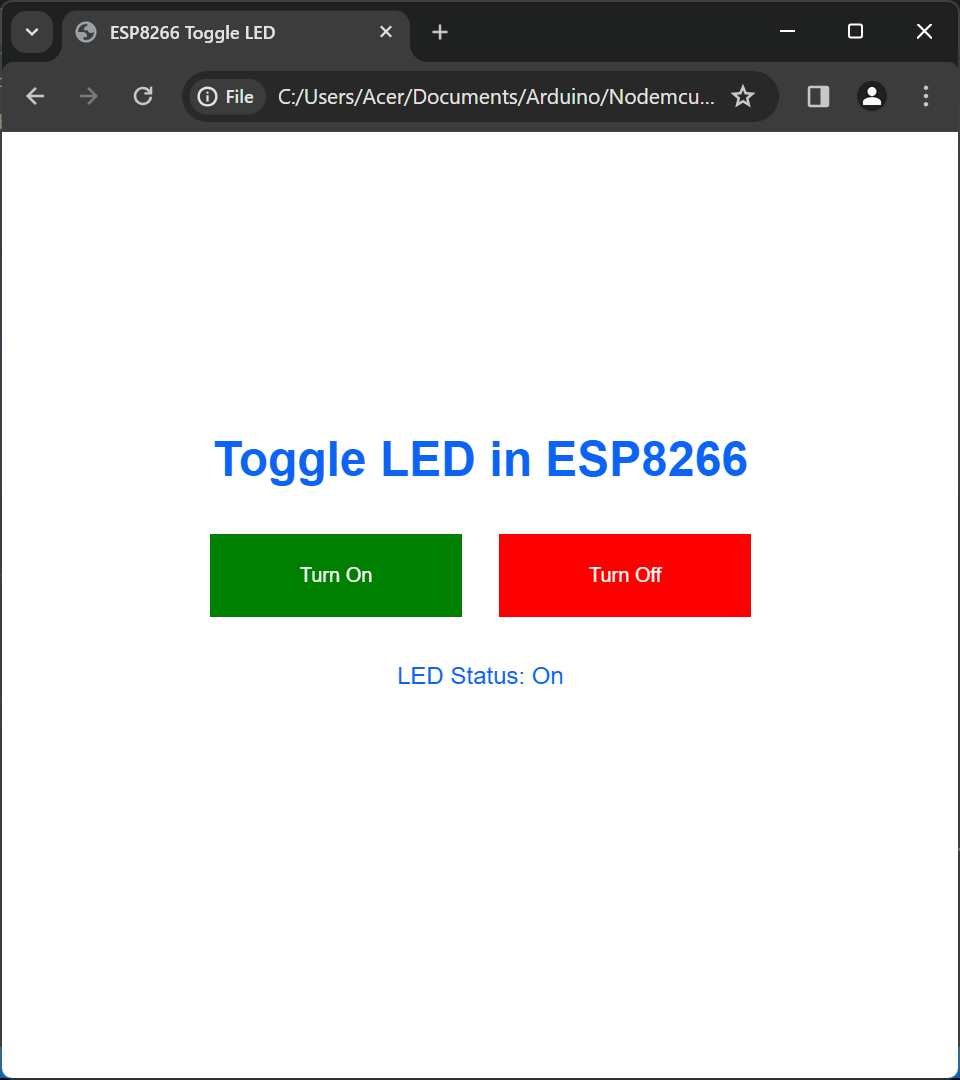 ESP8266 Toggle LED
File C:/Users/Acer/Documents/Arduino/Nodemcu...
Toggle LED in ESP8266
Turn On Turn Off
LED Status: On